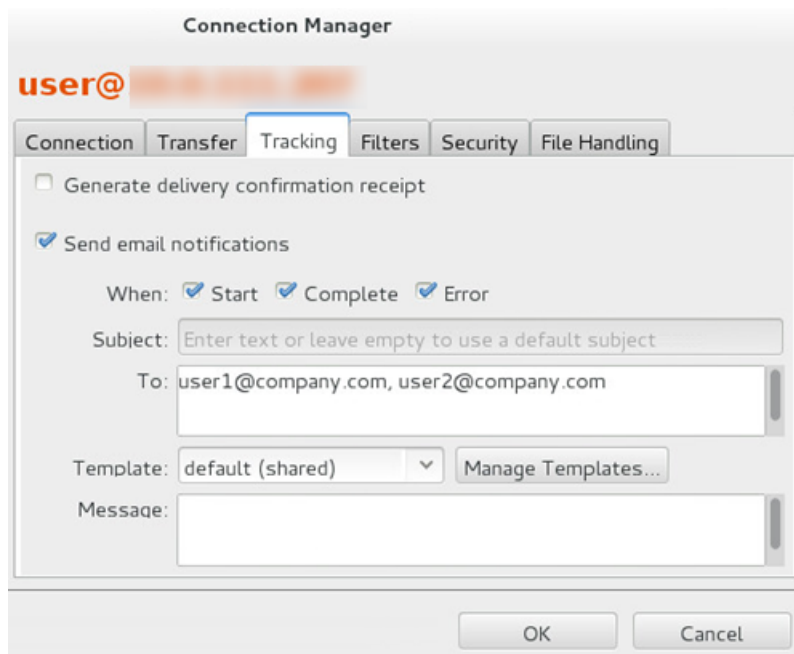 Connection Manager
user@
Connection Transfer Tracking Filters Security File Handling
Generate delivery confirmation receipt
Send email notifications
When: Start Complete Error
Subject: Enter text or leave empty to use a default subject
To: user1@company.com, user2@company.com
Template: default (shared) Manage Templates...
Message:
OK Cancel